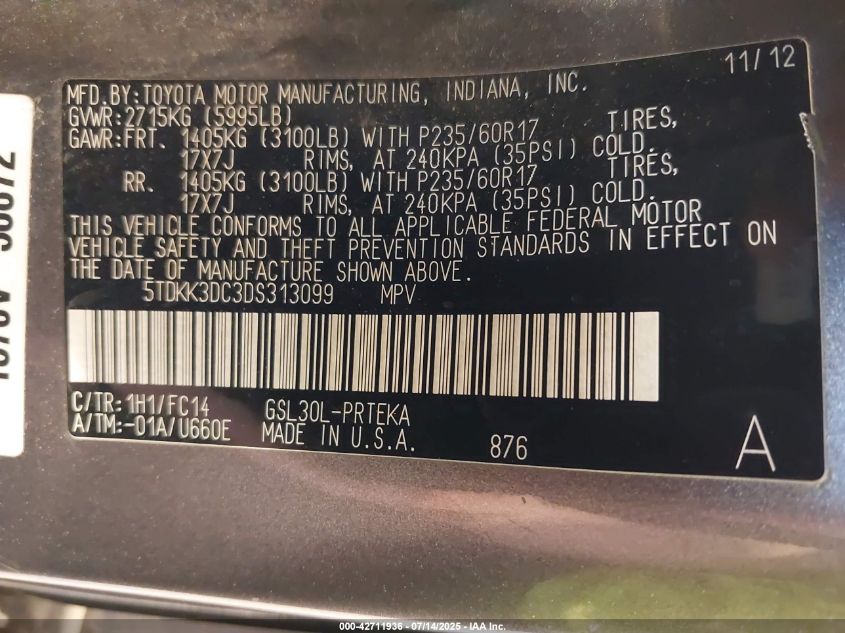 11/12
MFD.BY:TOYOTA MOTOR MANUFACTURING, INDIANA, INC.
GVWR:2715KG (5995LB)
GAWR:FRT. 1405KG (3100LB) WITH P235/60R17 TIRES,
17X7J RIMS, AT 240KPA (35PSI) COLD.
RR. 1405KG (3100LB) WITH P235/60R17 TIRES,
17X7J RIMS, AT 240KPA (35PSI) COLD.
THIS VEHICLE CONFORMS TO ALL APPLICABLE FEDERAL MOTOR
VEHICLE SAFETY AND THEFT PREVENTION STANDARDS IN EFFECT ON
THE DATE OF MANUFACTURE SHOWN ABOVE.
5TDKK3DC3DS313099 MPV
C/TR:1H1/FC14 GSL30L-PRTEKA
A/TM:-01A/U660E MADE IN U.S.A. 876 A
000-42711936 - 07/14/2025 - IAA Inc.